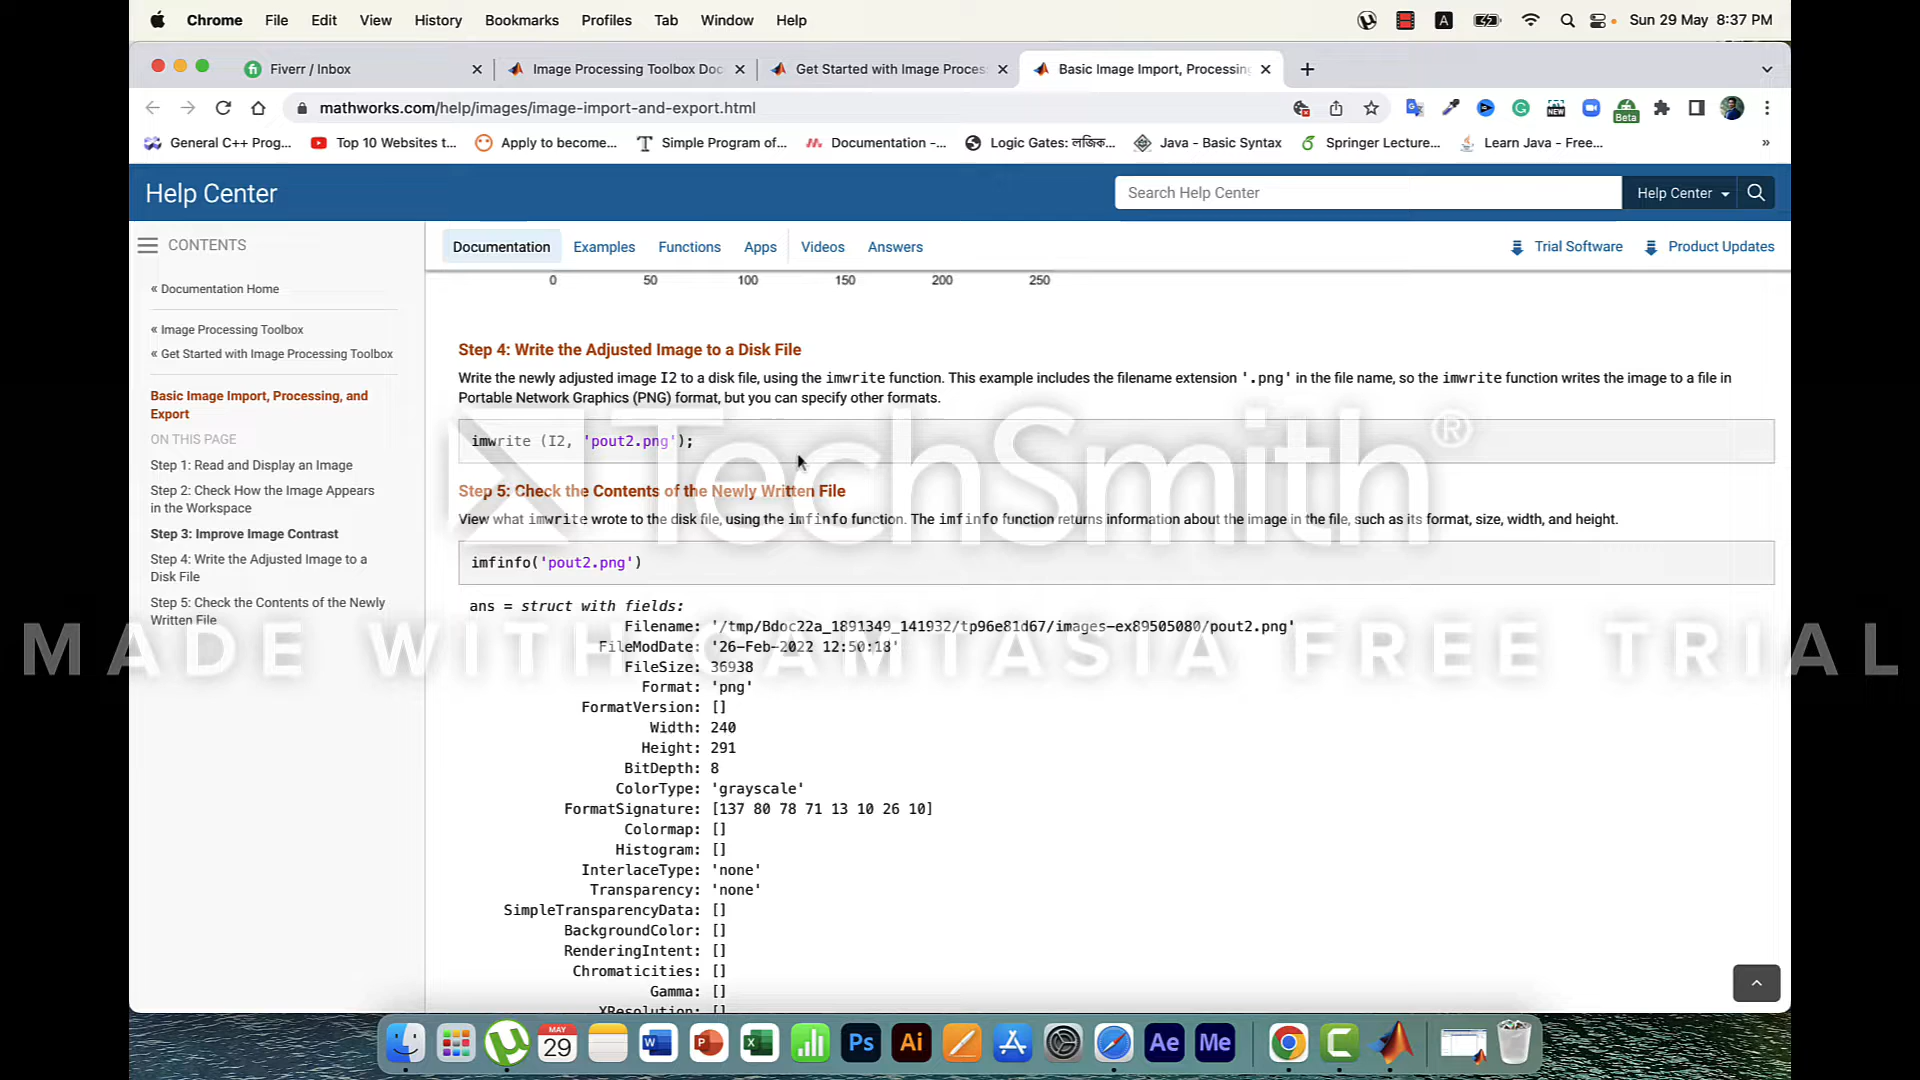 Chrome File Edit View History Bookmarks Profiles Tab Window Help
A
Sun 29 May 8:37 PM
Fiverr / Inbox
Image Processing Toolbox Doc
Get Started with Image Proces
Basic Image Import, Processing
mathworks.com/help/images/image-import-and-export.html
NEW
Beta
General C++ Prog...
Top 10 Websites t...
Apply to become...
Simple Program of...
Documentation -...
Logic Gates: লজিক...
Java - Basic Syntax
Springer Lecture...
Learn Java - Free...
»
Help Center
Search Help Center
Help Center
CONTENTS
Documentation Examples Functions Apps Videos Answers
Trial Software
Product Updates
« Documentation Home
« Image Processing Toolbox
« Get Started with Image Processing Toolbox
Basic Image Import, Processing, and
Export
ON THIS PAGE
Step 1: Read and Display an Image
Step 2: Check How the Image Appears
in the Workspace
Step 3: Improve Image Contrast
Step 4: Write the Adjusted Image to a
Disk File
Step 5: Check the Contents of the Newly
Written File
0 50 100 150 200 250
Step 4: Write the Adjusted Image to a Disk File
Write the newly adjusted image I2 to a disk file, using the imwrite function. This example includes the filename extension '.png' in the file name, so the imwrite function writes the image to a file in
Portable Network Graphics (PNG) format, but you can specify other formats.
imwrite (I2, 'pout2.png');
Step 5: Check the Contents of the Newly Written File
View what imwrite wrote to the disk file, using the imfinfo function. The imfinfo function returns information about the image in the file, such as its format, size, width, and height.
imfinfo('pout2.png')
ans = struct with fields:
Filename: '/tmp/Bdoc22a_1891349_141932/tp96e81d67/images-ex89505080/pout2.png'
FileModDate: '26-Feb-2022 12:50:18'
FileSize: 36938
Format: 'png'
FormatVersion: []
Width: 240
Height: 291
BitDepth: 8
ColorType: 'grayscale'
FormatSignature: [137 80 78 71 13 10 26 10]
Colormap: []
Histogram: []
InterlaceType: 'none'
Transparency: 'none'
SimpleTransparencyData: []
BackgroundColor: []
RenderingIntent: []
Chromaticities: []
Gamma: []
XResolution: []
TechSmith®
MADE WITH CAMTASIA FREE TRIAL
MAY
29
W
P
X
Ps
Ai
Ae
Me
C